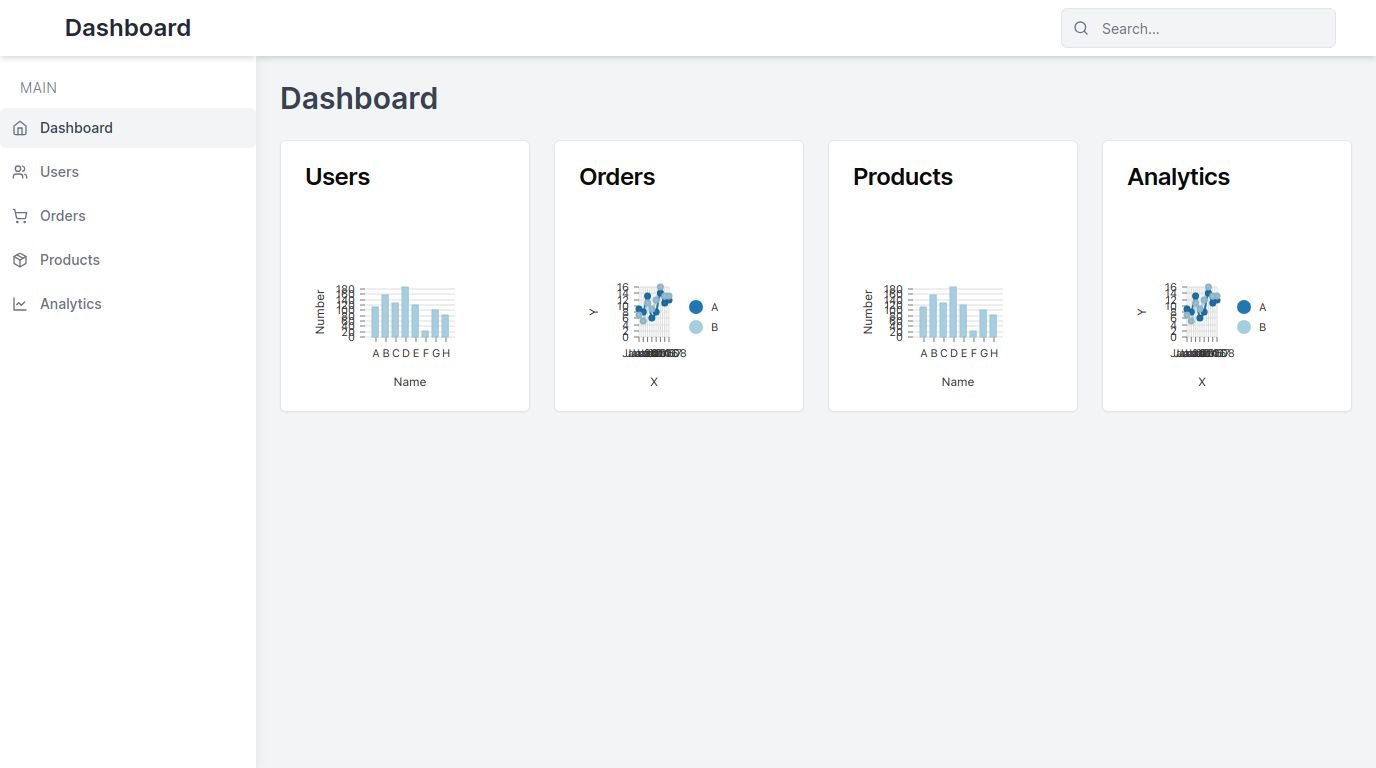 Dashboard
Search...
MAIN
Dashboard
Users
Orders
Products
Analytics
Dashboard
Users
Number
180
160
140
120
100
80
60
40
20
0
A B C D E F G H
Name
Orders
Y
16
14
12
10
8
6
4
2
0
X
A
B
Products
Number
180
160
140
120
100
80
60
40
20
0
A B C D E F G H
Name
Analytics
Y
16
14
12
10
8
6
4
2
0
X
A
B